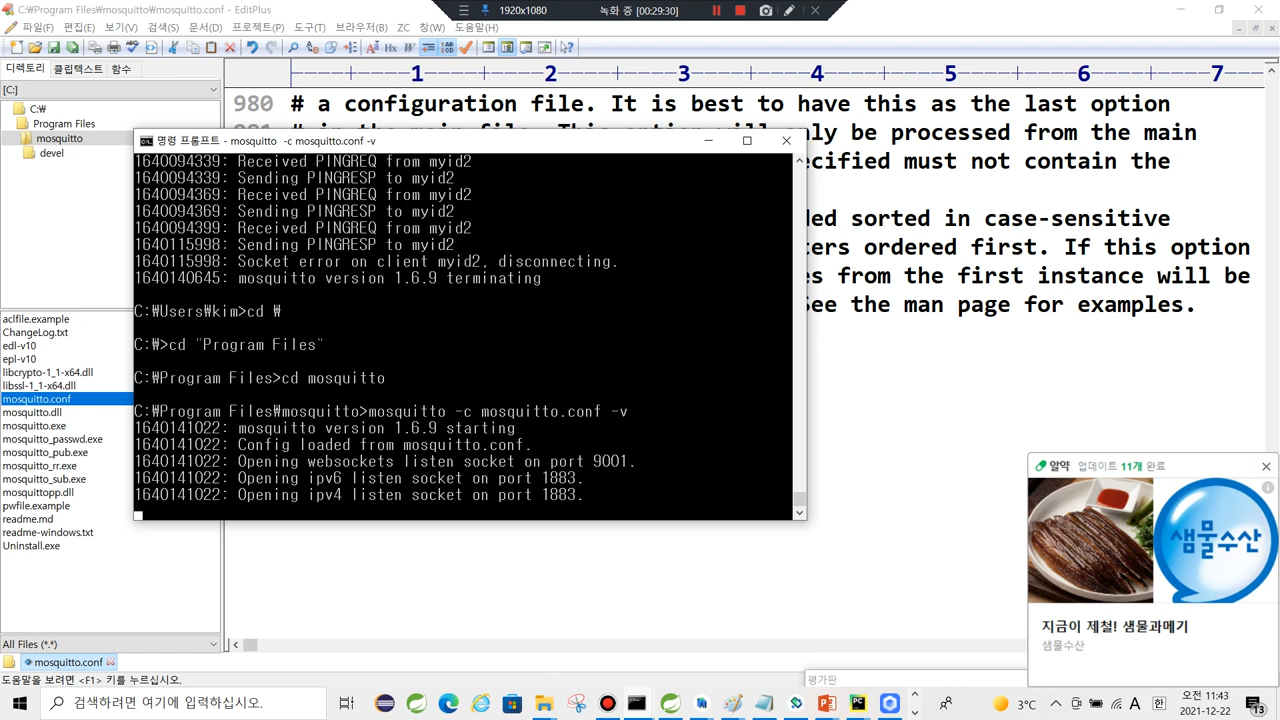 C:₩Program Files₩mosquitto₩mosquitto.conf - EditPlus
1920x1080
녹화 중 [00:29:30]
파일(F) 편집(E) 보기(V) 검색(S) 문서(D) 프로젝트(P) 도구(T) 브라우저(B) ZC 창(W) 도움말(H)
디렉토리 클립텍스트 함수
[C:]
C:₩
Program Files
mosquitto
devel
1 2 3 4 5 6 7
980 # a configuration file. It is best to have this as the last option
nly be processed from the main
ecified must not contain the
ded sorted in case-sensitive
ters ordered first. If this option
es from the first instance will be
See the man page for examples.
명령 프롬프트 - mosquitto -c mosquitto.conf -v
1640094339: Received PINGREQ from myid2
1640094339: Sending PINGRESP to myid2
1640094369: Received PINGREQ from myid2
1640094369: Sending PINGRESP to myid2
1640094399: Received PINGREQ from myid2
1640115998: Sending PINGRESP to myid2
1640115998: Socket error on client myid2, disconnecting.
1640140645: mosquitto version 1.6.9 terminating
C:₩Users₩kim>cd ₩
C:₩>cd "Program Files"
C:₩Program Files>cd mosquitto
C:₩Program Files₩mosquitto>mosquitto -c mosquitto.conf -v
1640141022: mosquitto version 1.6.9 starting
1640141022: Config loaded from mosquitto.conf.
1640141022: Opening websockets listen socket on port 9001.
1640141022: Opening ipv6 listen socket on port 1883.
1640141022: Opening ipv4 listen socket on port 1883.
aclfile.example
ChangeLog.txt
edl-v10
epl-v10
libcrypto-1_1-x64.dll
libssl-1_1-x64.dll
mosquitto.conf
mosquitto.dll
mosquitto.exe
mosquitto_passwd.exe
mosquitto_pub.exe
mosquitto_rr.exe
mosquitto_sub.exe
mosquittopp.dll
pwfile.example
readme.md
readme-windows.txt
Uninstall.exe
All Files (*.*)
mosquitto.conf
도움말을 보려면 <F1> 키를 누르십시오.
평가판
알약 업데이트 11개 완료
샘물수산
지금이 제철! 샘물과메기
샘물수산
검색하려면 여기에 입력하십시오.
3°C
A
한
오전 11:43
2021-12-22
13